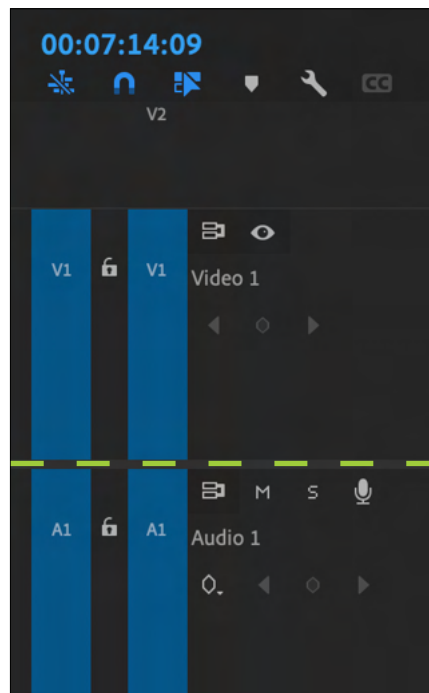 00:07:14:09
CC
V2
V1 V1 Video 1
M S
A1 A1 Audio 1